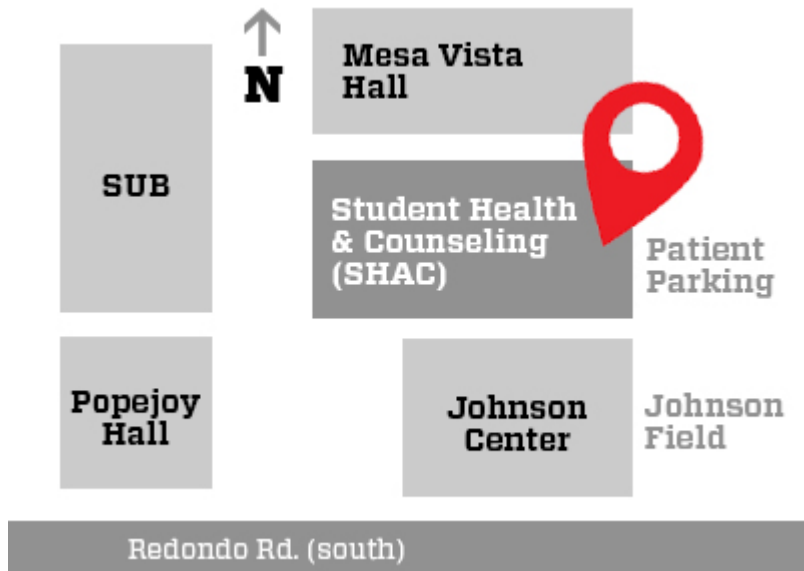 N
Mesa Vista
Hall
SUB
Student Health
& Counseling
(SHAC)
Patient
Parking
Popejoy
Hall
Johnson
Center
Johnson
Field
Redondo Rd. (south)